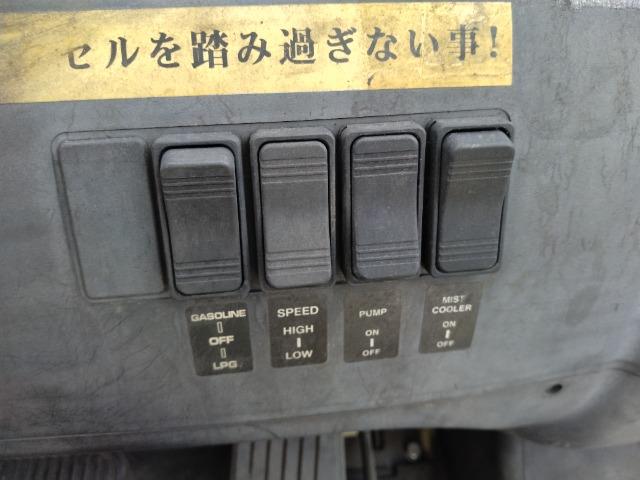 セルを踏み過ぎない事!
GASOLINE
OFF
LPG
SPEED
HIGH
LOW
PUMP
ON
OFF
MIST
COOLER
ON
OFF